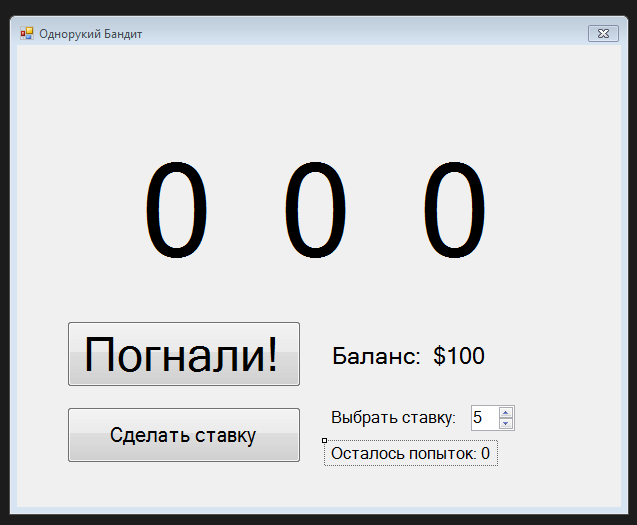 Однорукий Бандит
0 0 0
Погнали!
Баланс: $100
Выбрать ставку: 5
Сделать ставку
Осталось попыток: 0